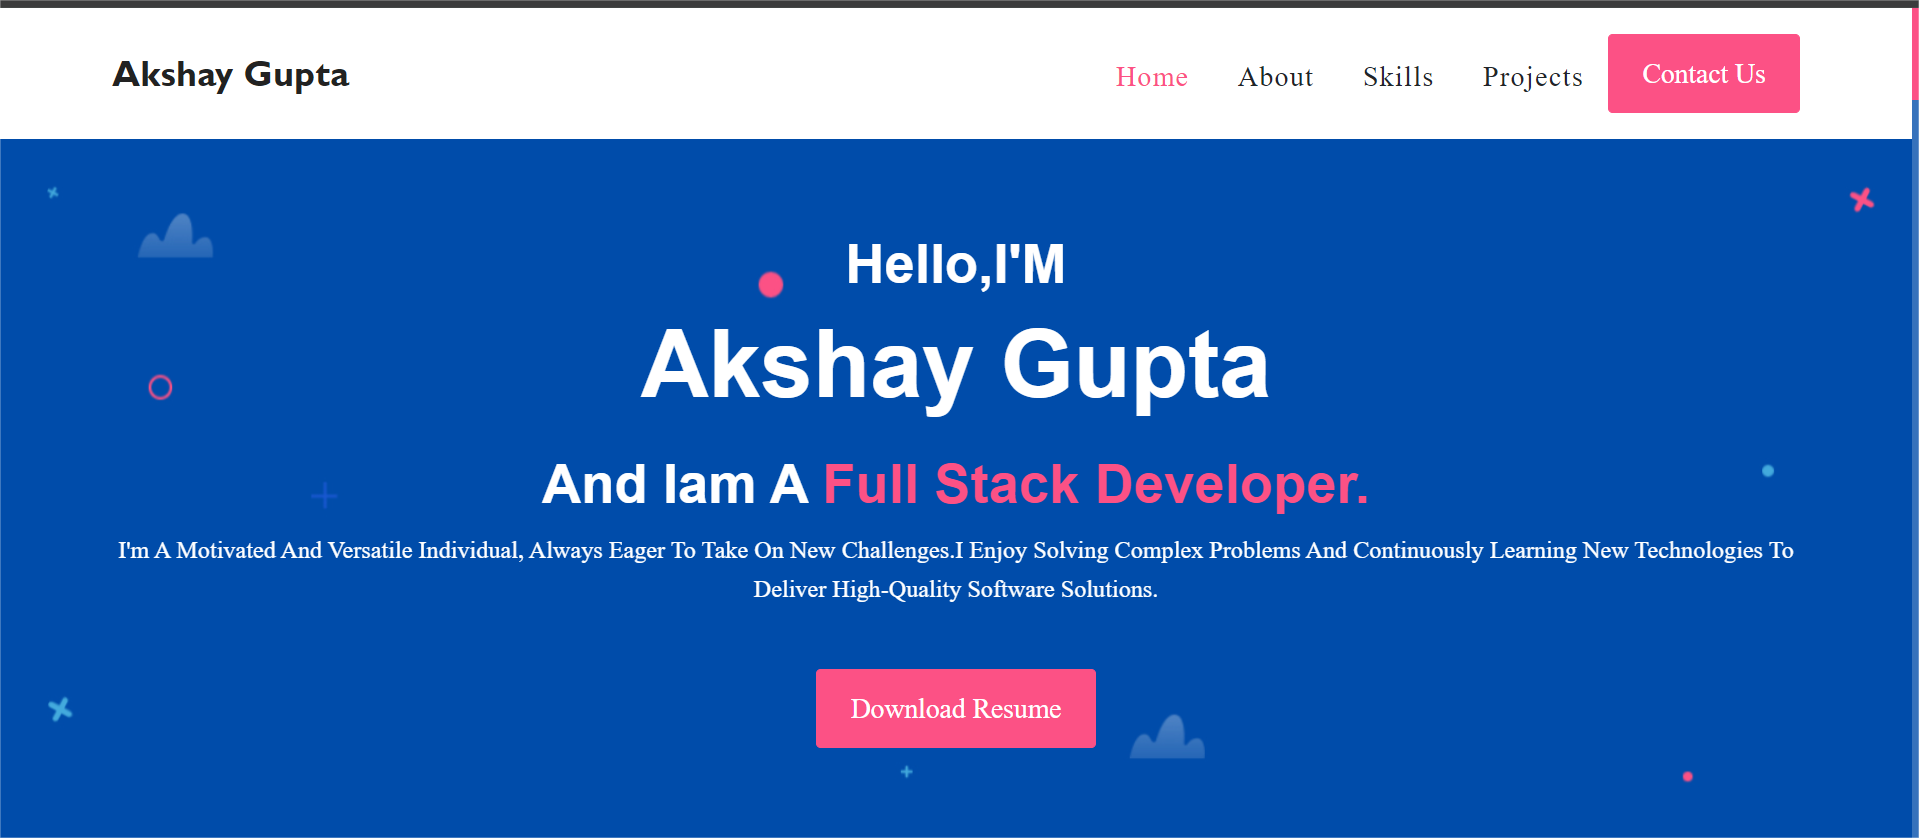 Akshay Gupta
Home About Skills Projects Contact Us
Hello,I'M
Akshay Gupta
And Iam A Full Stack Developer.
I'm A Motivated And Versatile Individual, Always Eager To Take On New Challenges.I Enjoy Solving Complex Problems And Continuously Learning New Technologies To
Deliver High-Quality Software Solutions.
Download Resume